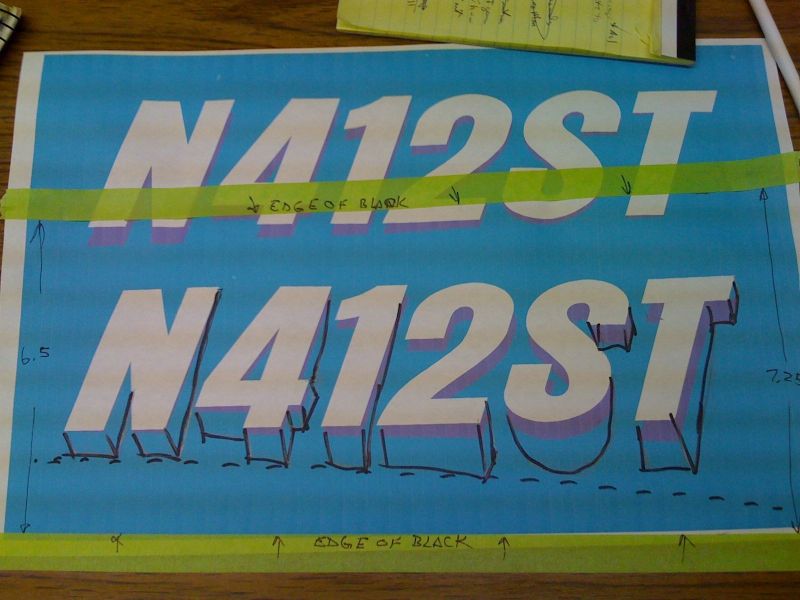 N412ST
EDGE OF BLACK
6.5
N412ST
7.25
EDGE OF BLACK